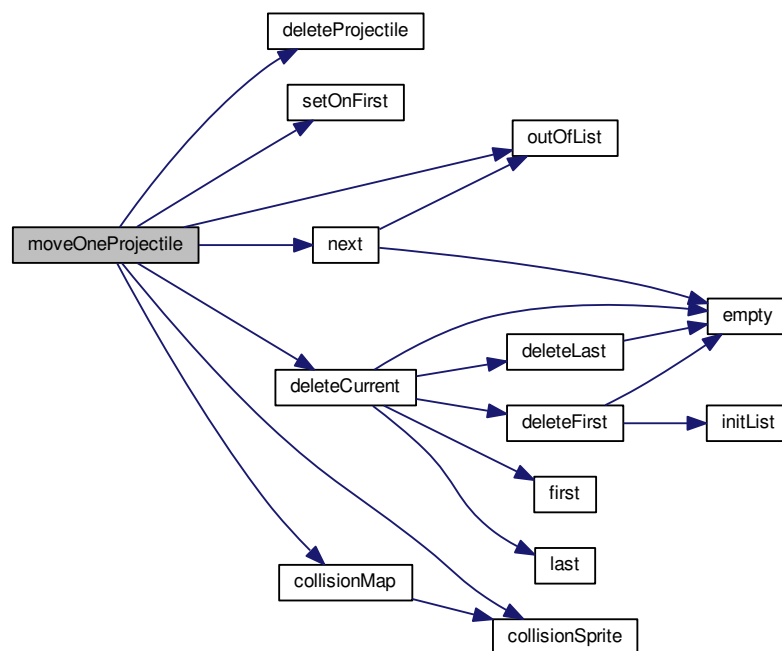 deleteProjectile
setOnFirst
outOfList
moveOneProjectile
next
empty
deleteLast
deleteCurrent
deleteFirst
initList
first
last
collisionMap
collisionSprite